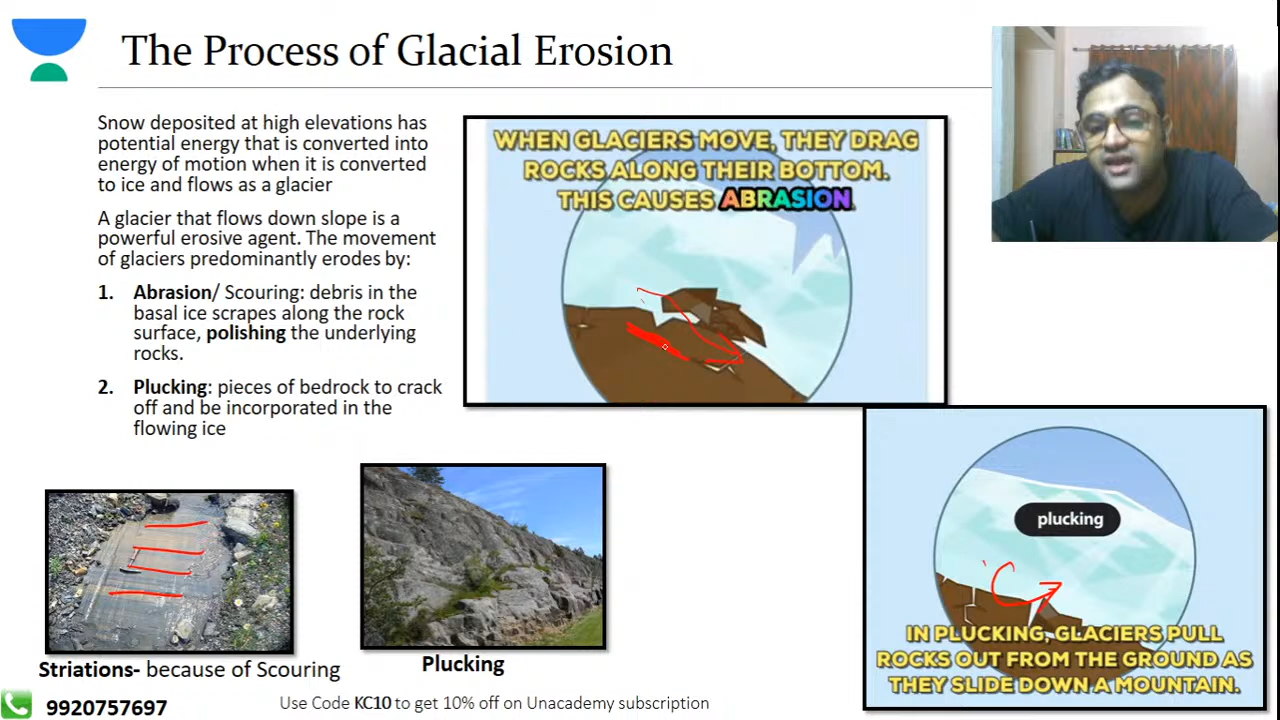 The Process of Glacial Erosion
Snow deposited at high elevations has
potential energy that is converted into
energy of motion when it is converted
to ice and flows as a glacier
A glacier that flows down slope is a
powerful erosive agent. The movement
of glaciers predominantly erodes by:
1. Abrasion/ Scouring: debris in the
basal ice scrapes along the rock
surface, polishing the underlying
rocks.
2. Plucking: pieces of bedrock to crack
off and be incorporated in the
flowing ice
WHEN GLACIERS MOVE, THEY DRAG
ROCKS ALONG THEIR BOTTOM.
THIS CAUSES ABRASION.
plucking
IN PLUCKING, GLACIERS PULL
ROCKS OUT FROM THE GROUND AS
THEY SLIDE DOWN A MOUNTAIN.
Striations- because of Scouring
Plucking
9920757697
Use Code KC10 to get 10% off on Unacademy subscription